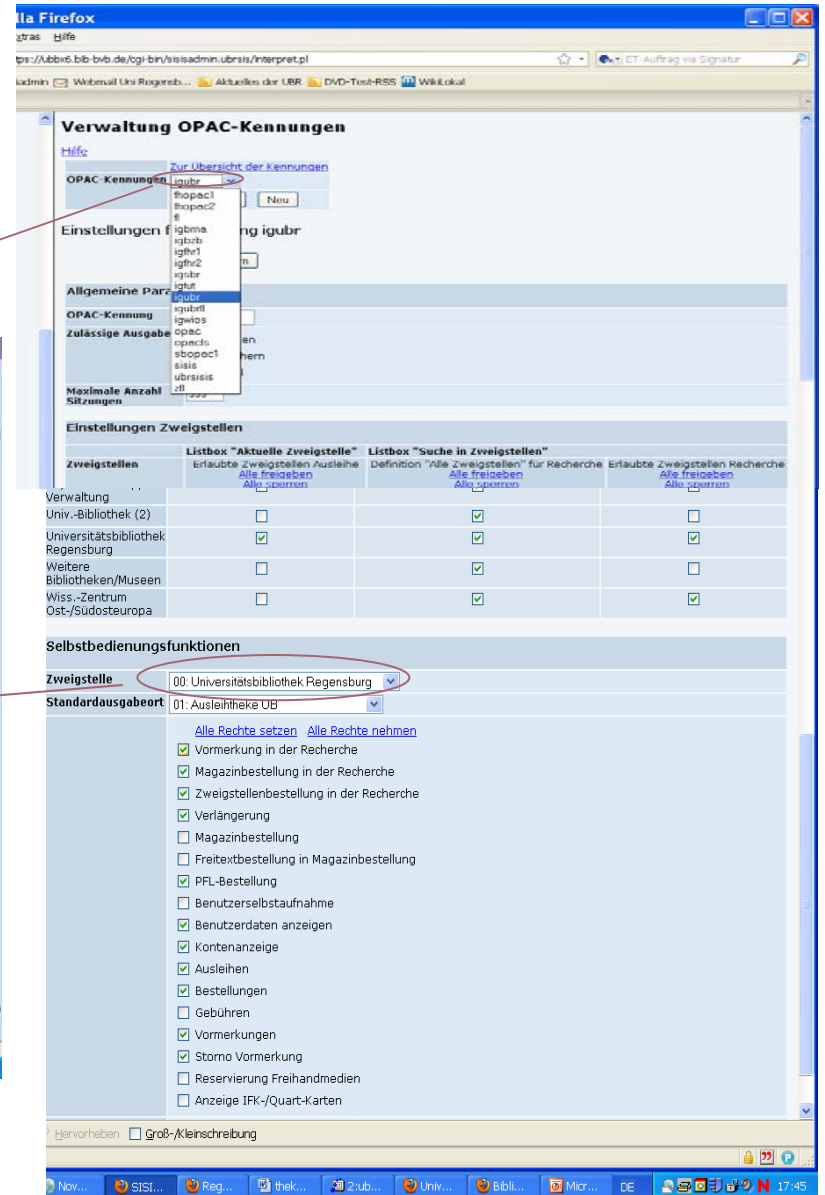 lla Firefox
xtras Hilfe
tps://ubbx6.bib-bvb.de/cgi-bin/sisisadmin.ubrsis/interpret.pl ET-Auftrag via Signatur
isadmin Webmail Uni Regensb... Aktuelles der UBR DVD-Test-RSS WikiLokal
Verwaltung OPAC-Kennungen
Hilfe
Zur Übersicht der Kennungen
OPAC-Kennungen igubr
fhopac1
fhopac2 Neu
fl
igbma
Einstellungen f ng igubr
igbzb
igfhr1
igfhr2 n
igsbr
igtut
Allgemeine Para
igubr
igubrfl
OPAC-Kennung
igwios
Zulässige Ausgabe opac en
opacls
sbopac1 hern
sisis
ubrsisis
zfl
Maximale Anzahl 999
Sitzungen
Einstellungen Zweigstellen
Listbox "Aktuelle Zweigstelle" Listbox "Suche in Zweigstellen"
Zweigstellen Erlaubte Zweigstellen Ausleihe Definition "Alle Zweigstellen" für Recherche Erlaubte Zweigstellen Recherche
Alle freigeben Alle freigeben Alle freigeben
Alle sperren Alle sperren Alle sperren
Verwaltung
Univ.-Bibliothek (2)
Universitätsbibliothek
Regensburg
Weitere
Bibliotheken/Museen
Wiss.-Zentrum
Ost-/Südosteuropa
Selbstbedienungsfunktionen
Zweigstelle 00: Universitätsbibliothek Regensburg
Standardausgabeort 01: Ausleihtheke UB
Alle Rechte setzen Alle Rechte nehmen
Vormerkung in der Recherche
Magazinbestellung in der Recherche
Zweigstellenbestellung in der Recherche
Verlängerung
Magazinbestellung
Freitextbestellung in Magazinbestellung
PFL-Bestellung
Benutzerselbstaufnahme
Benutzerdaten anzeigen
Kontenanzeige
Ausleihen
Bestellungen
Gebühren
Vormerkungen
Storno Vormerkung
Reservierung Freihandmedien
Anzeige IFK-/Quart-Karten
Hervorheben Groß-/Kleinschreibung
Nov... SISI... Reg... thek... 2:ub... Univ... Bibli... Micr... DE 17:45